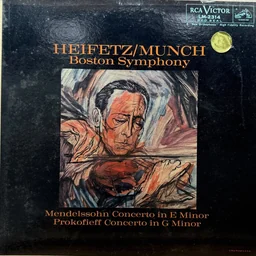 RCA VICTOR
LM-2314
HEIFETZ/MUNCH
Boston Symphony
Mendelssohn Concerto in E Minor
Prokofieff Concerto in G Minor